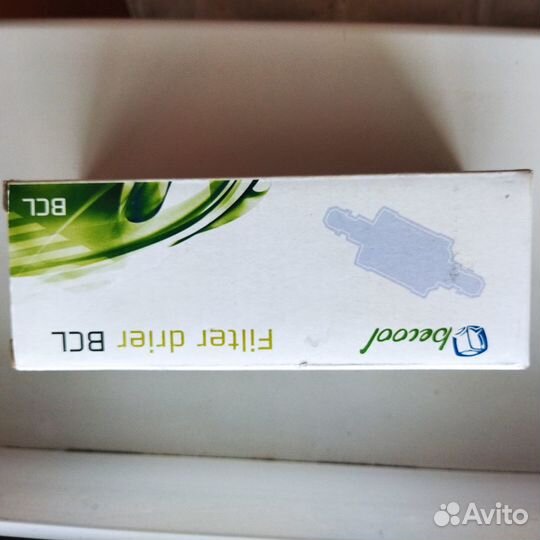 becool
Filter drier BCL
BCL
Avito